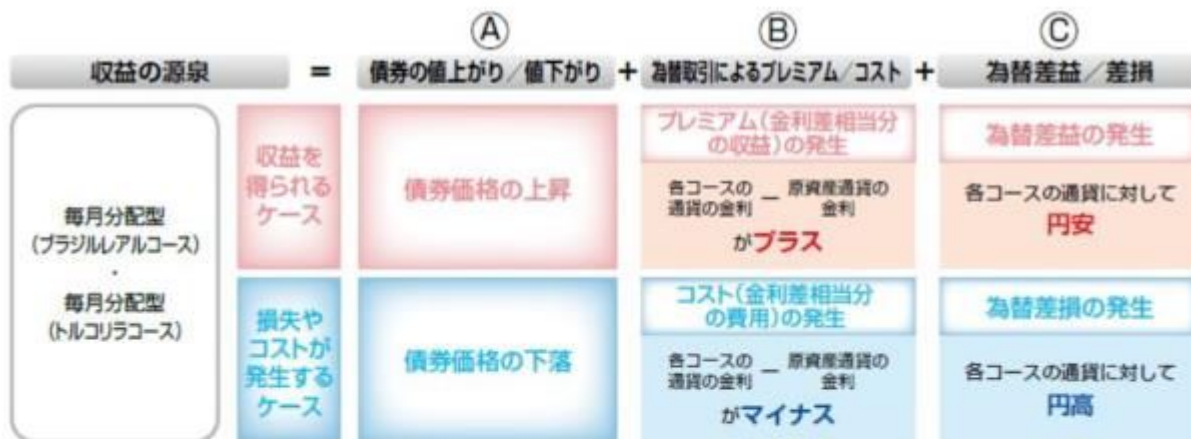 Ⓐ Ⓑ Ⓒ
収益の源泉 = 債券の値上がり/値下がり + 為替取引によるプレミアム/コスト + 為替差益/差損
毎月分配型
(ブラジルレアルコース)
・
毎月分配型
(トルコリラコース)
収益を
得られる
ケース
債券価格の上昇
プレミアム(金利差相当分
の収益)の発生
各コースの
通貨の金利
−
原資産通貨の
金利
がプラス
為替差益の発生
各コースの通貨に対して
円安
損失や
コストが
発生する
ケース
債券価格の下落
コスト(金利差相当分
の費用)の発生
各コースの
通貨の金利
−
原資産通貨の
金利
がマイナス
為替差損の発生
各コースの通貨に対して
円高